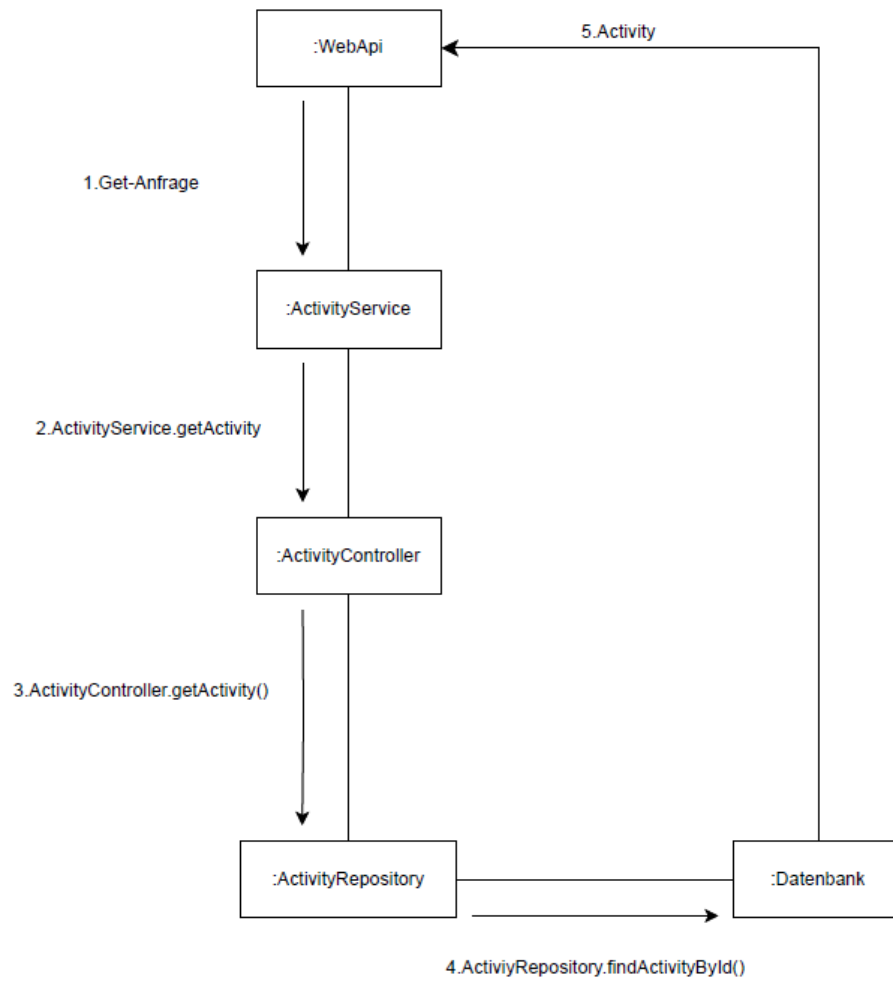 :WebApi
5.Activity
1.Get-Anfrage
:ActivityService
2.ActivityService.getActivity
:ActivityController
3.ActivityController.getActivity()
:ActivityRepository
:Datenbank
4.ActiviyRepository.findActivityById()